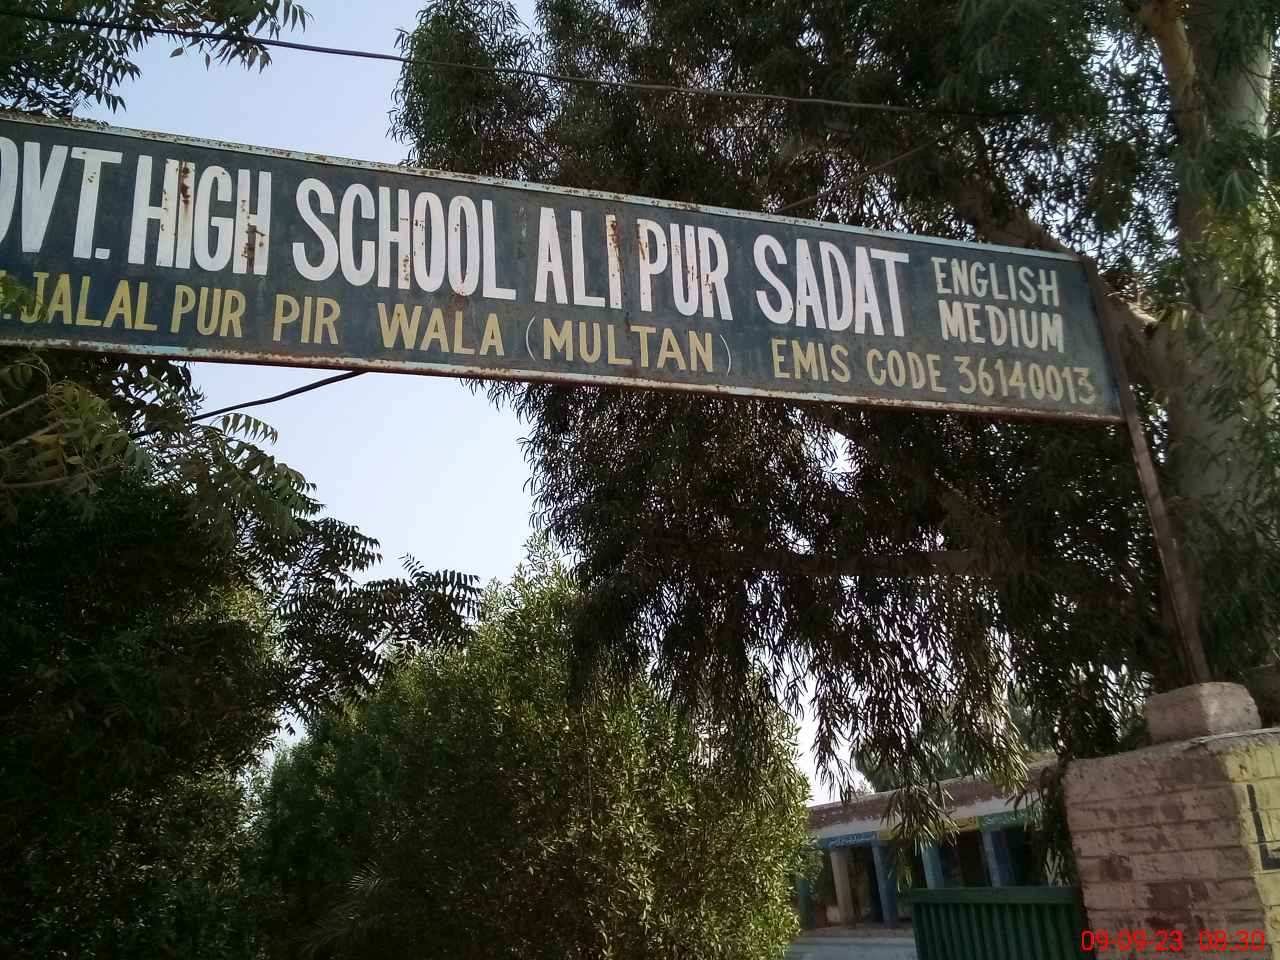 OVT. HIGH SCHOOL ALI PUR SADAT ENGLISH MEDIUM
JALAL PUR PIR WALA (MULTAN) EMIS CODE 36140013
L
09-09-23 08:30